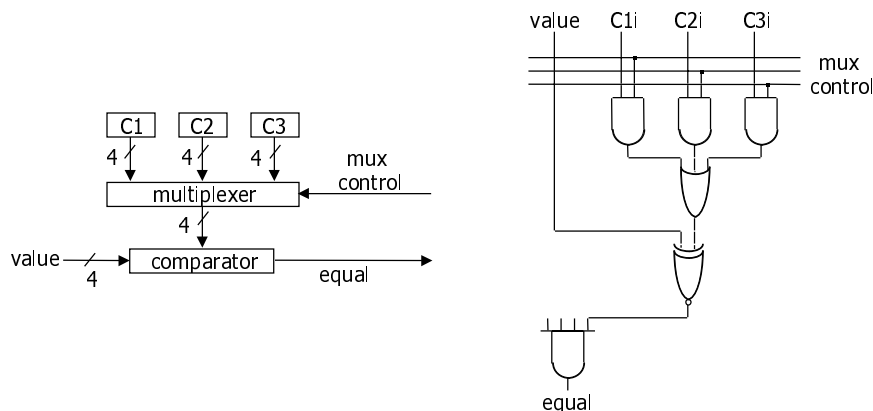 C1 C2 C3
4 4 4
mux
control
multiplexer
4
value
4
comparator
equal
value C1i C2i C3i
mux
control
equal